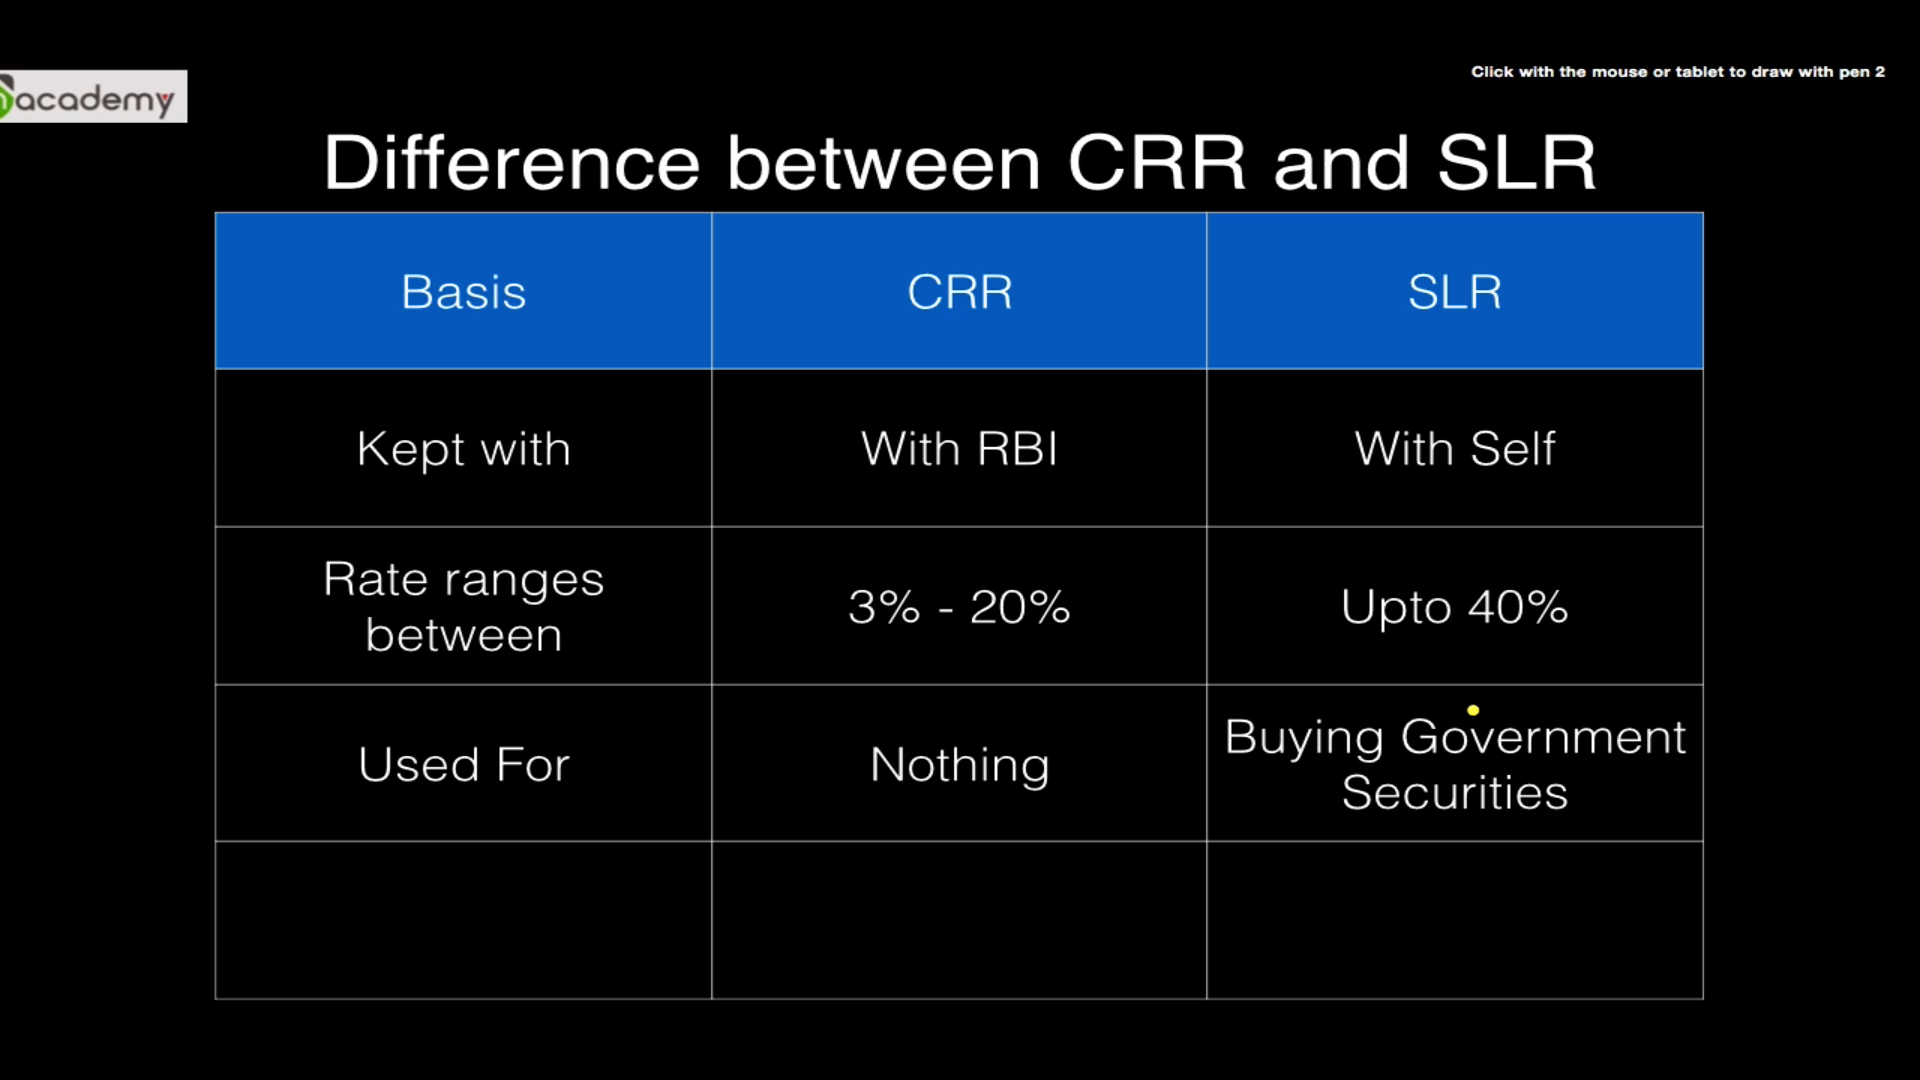 Click with the mouse or tablet to draw with pen 2
academy
Difference between CRR and SLR
Basis
CRR
SLR
Kept with
With RBI
With Self
Rate ranges
between
3% - 20%
Upto 40%
Used For
Nothing
Buying Government
Securities